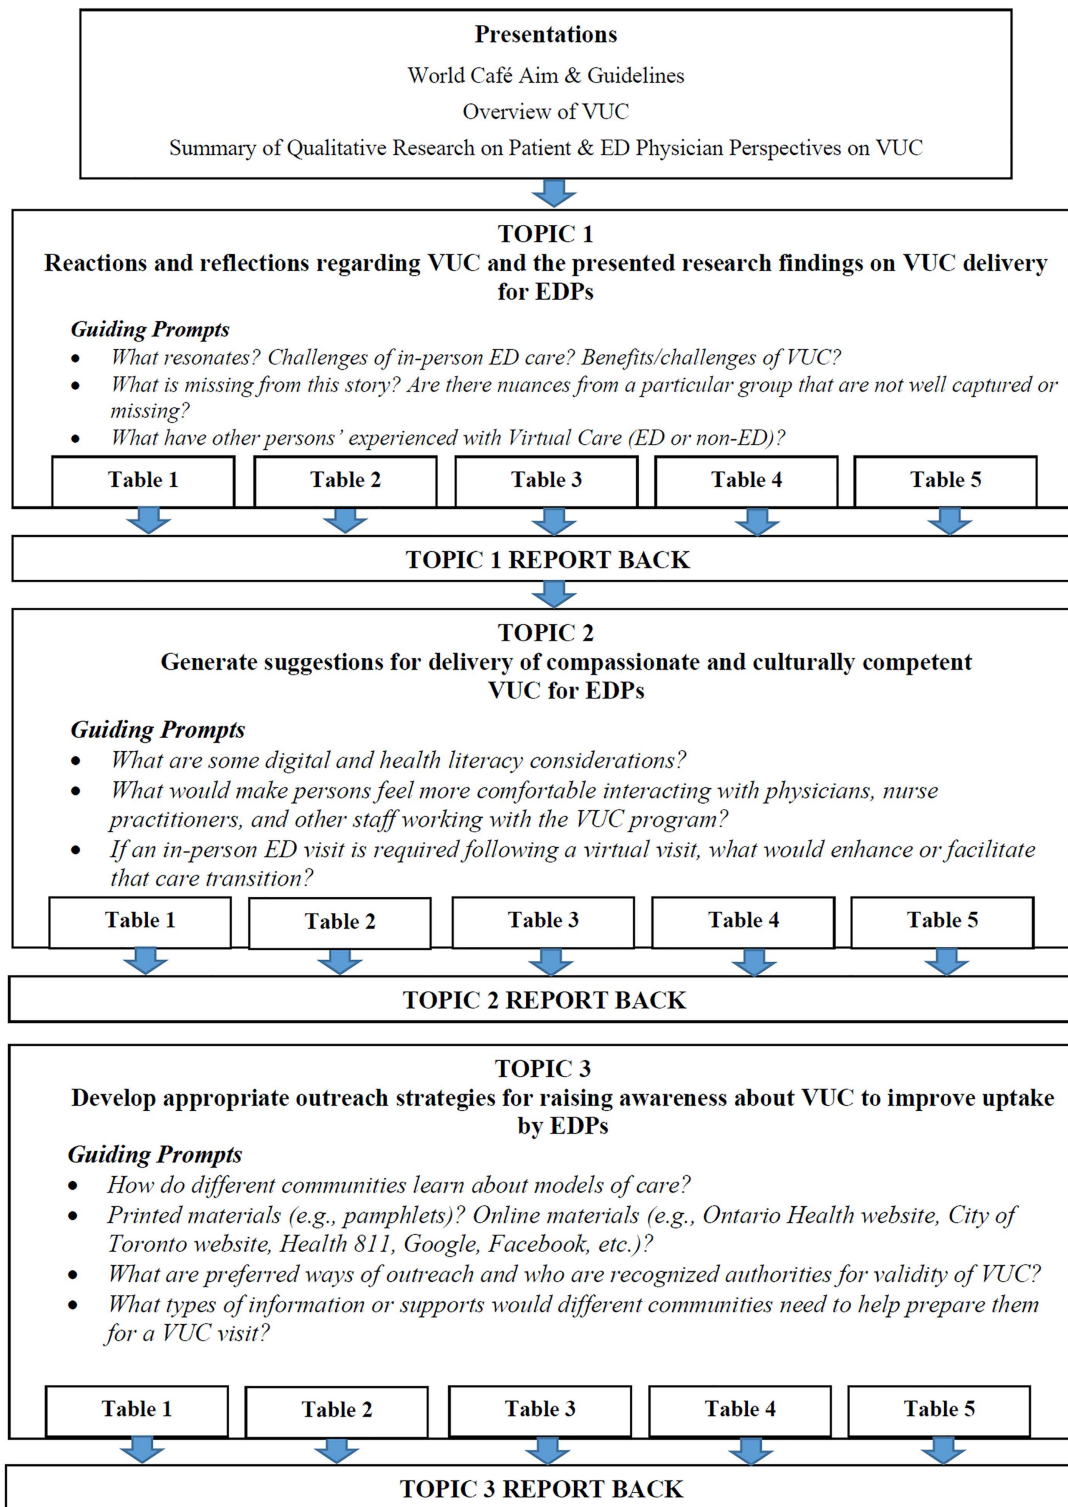 Presentations
World Café Aim & Guidelines
Overview of VUC
Summary of Qualitative Research on Patient & ED Physician Perspectives on VUC
TOPIC 1
Reactions and reflections regarding VUC and the presented research findings on VUC delivery
for EDPs
Guiding Prompts
• What resonates? Challenges of in-person ED care? Benefits/challenges of VUC?
• What is missing from this story? Are there nuances from a particular group that are not well captured or
missing?
• What have other persons’ experienced with Virtual Care (ED or non-ED)?
Table 1 Table 2 Table 3 Table 4 Table 5
TOPIC 1 REPORT BACK
TOPIC 2
Generate suggestions for delivery of compassionate and culturally competent
VUC for EDPs
Guiding Prompts
• What are some digital and health literacy considerations?
• What would make persons feel more comfortable interacting with physicians, nurse
practitioners, and other staff working with the VUC program?
• If an in-person ED visit is required following a virtual visit, what would enhance or facilitate
that care transition?
Table 1 Table 2 Table 3 Table 4 Table 5
TOPIC 2 REPORT BACK
TOPIC 3
Develop appropriate outreach strategies for raising awareness about VUC to improve uptake
by EDPs
Guiding Prompts
• How do different communities learn about models of care?
• Printed materials (e.g., pamphlets)? Online materials (e.g., Ontario Health website, City of
Toronto website, Health 811, Google, Facebook, etc.)?
• What are preferred ways of outreach and who are recognized authorities for validity of VUC?
• What types of information or supports would different communities need to help prepare them
for a VUC visit?
Table 1 Table 2 Table 3 Table 4 Table 5
TOPIC 3 REPORT BACK